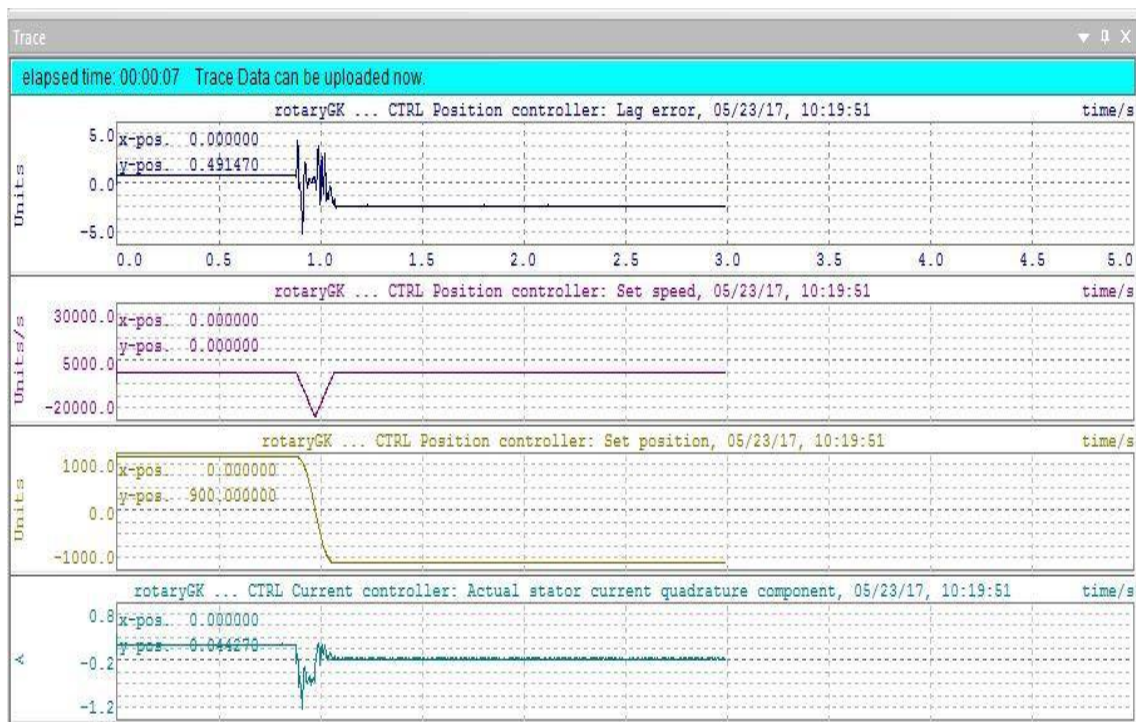 Trace
elapsed time: 00:00:07 Trace Data can be uploaded now.
rotaryGK ... CTRL Position controller: Lag error, 05/23/17, 10:19:51 time/s
5.0
x-pos. 0.000000
y-pos. 0.491470
0.0
-5.0
Units
0.0 0.5 1.0 1.5 2.0 2.5 3.0 3.5 4.0 4.5 5.0
rotaryGK ... CTRL Position controller: Set speed, 05/23/17, 10:19:51 time/s
30000.0
x-pos. 0.000000
y-pos. 0.000000
5000.0
-20000.0
Units/s
rotaryGK ... CTRL Position controller: Set position, 05/23/17, 10:19:51 time/s
1000.0
x-pos. 0.000000
y-pos. 900.000000
0.0
-1000.0
Units
rotaryGK ... CTRL Current controller: Actual stator current quadrature component, 05/23/17, 10:19:51 time/s
0.8
x-pos. 0.000000
y-pos. 0.044270
-0.2
-1.2
A